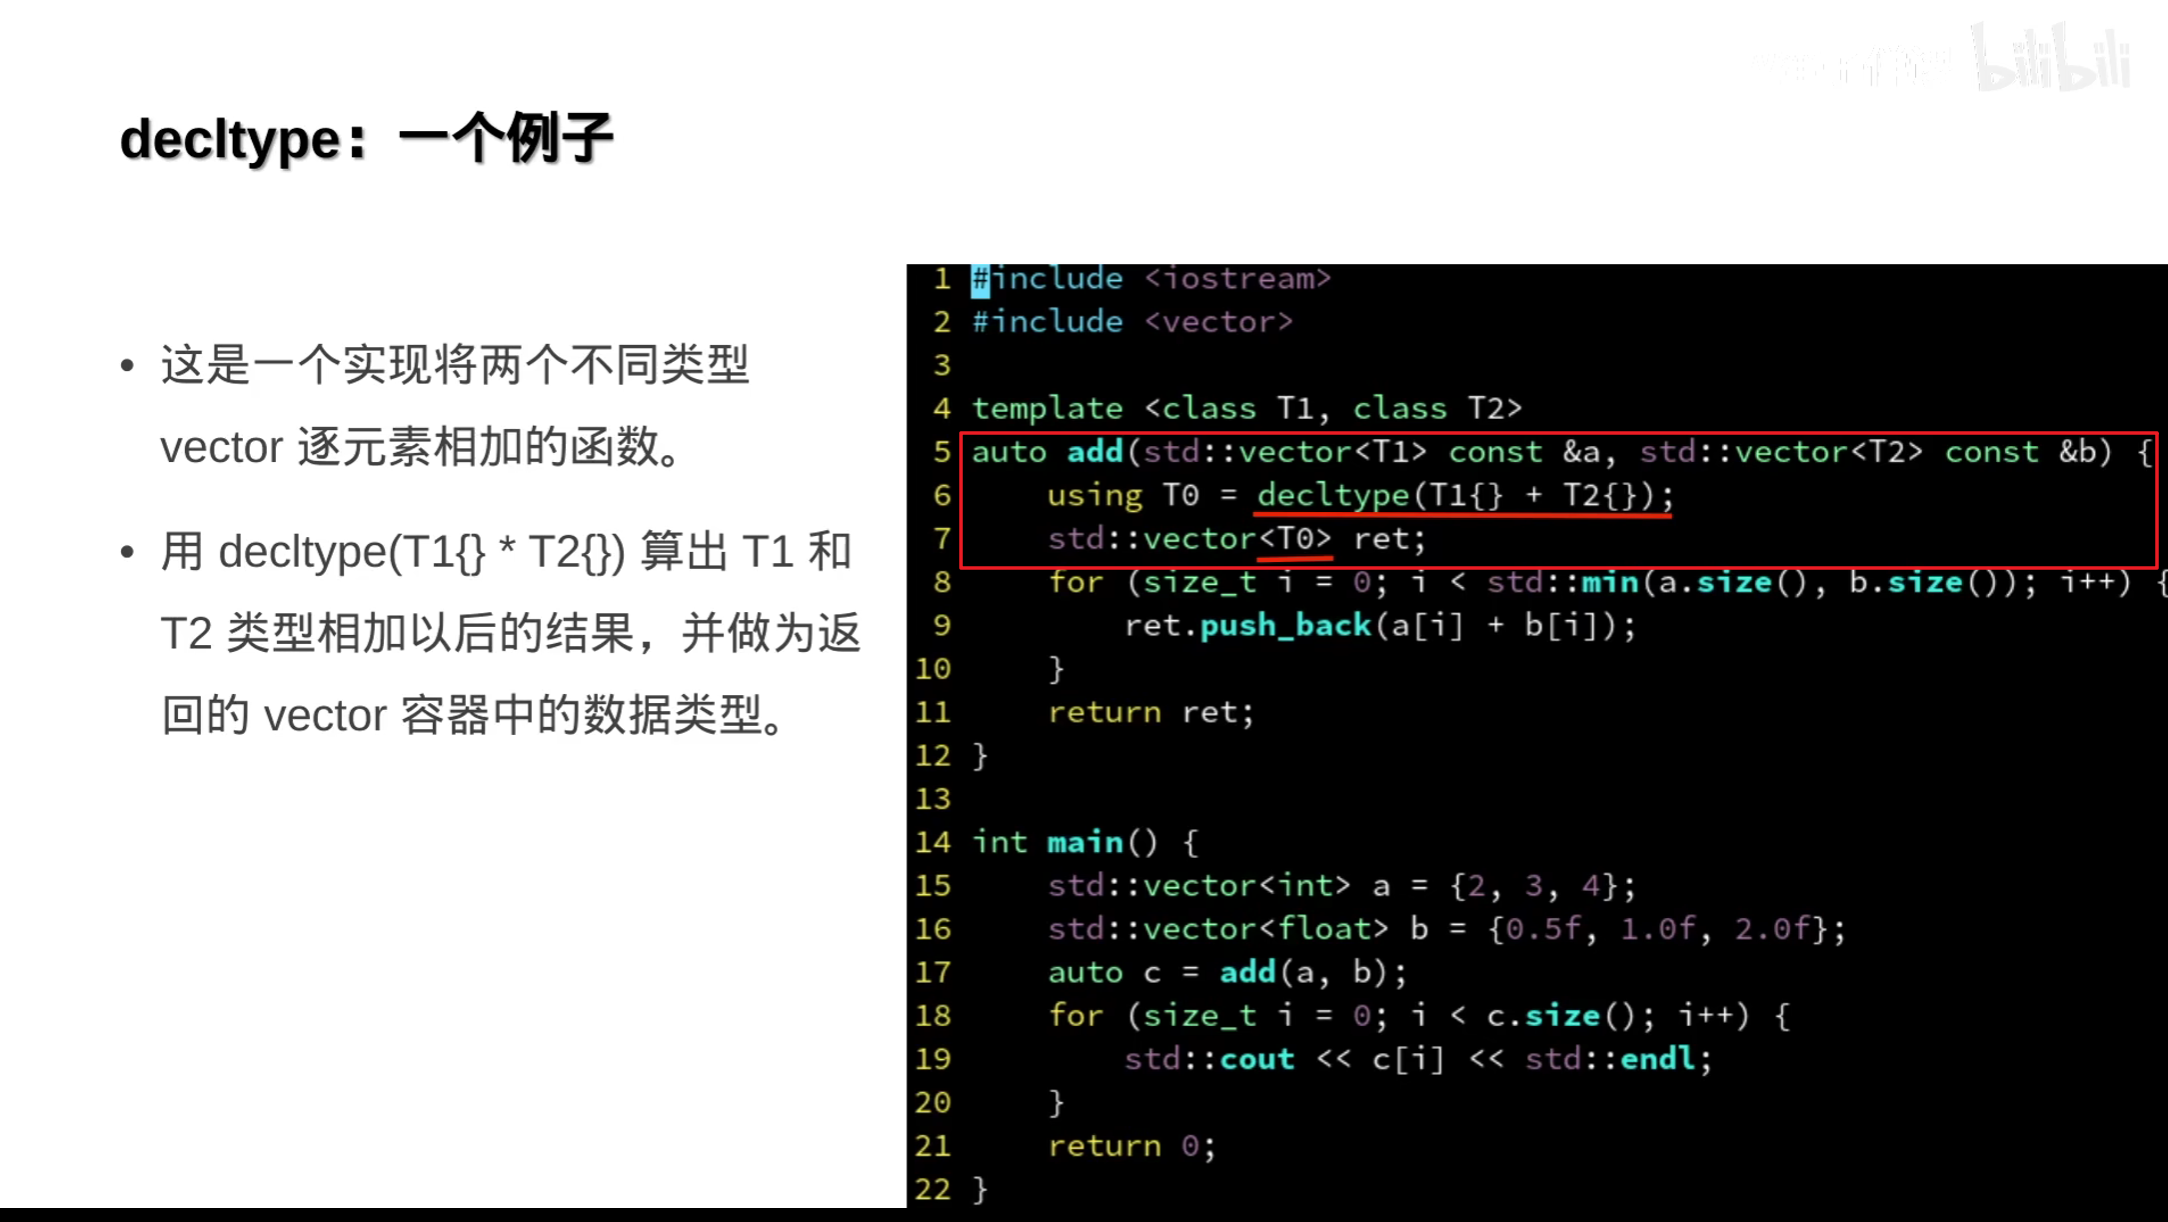 bilibili
decltype：一个例子
• 这是一个实现将两个不同类型
vector 逐元素相加的函数。
• 用 decltype(T1{} * T2{}) 算出 T1 和
T2 类型相加以后的结果，并做为返
回的 vector 容器中的数据类型。
1 #include <iostream>
2 #include <vector>
3
4 template <class T1, class T2>
5 auto add(std::vector<T1> const &a, std::vector<T2> const &b) {
6     using T0 = decltype(T1{} + T2{});
7     std::vector<T0> ret;
8     for (size_t i = 0; i < std::min(a.size(), b.size()); i++) {
9         ret.push_back(a[i] + b[i]);
10     }
11     return ret;
12 }
13
14 int main() {
15     std::vector<int> a = {2, 3, 4};
16     std::vector<float> b = {0.5f, 1.0f, 2.0f};
17     auto c = add(a, b);
18     for (size_t i = 0; i < c.size(); i++) {
19         std::cout << c[i] << std::endl;
20     }
21     return 0;
22 }